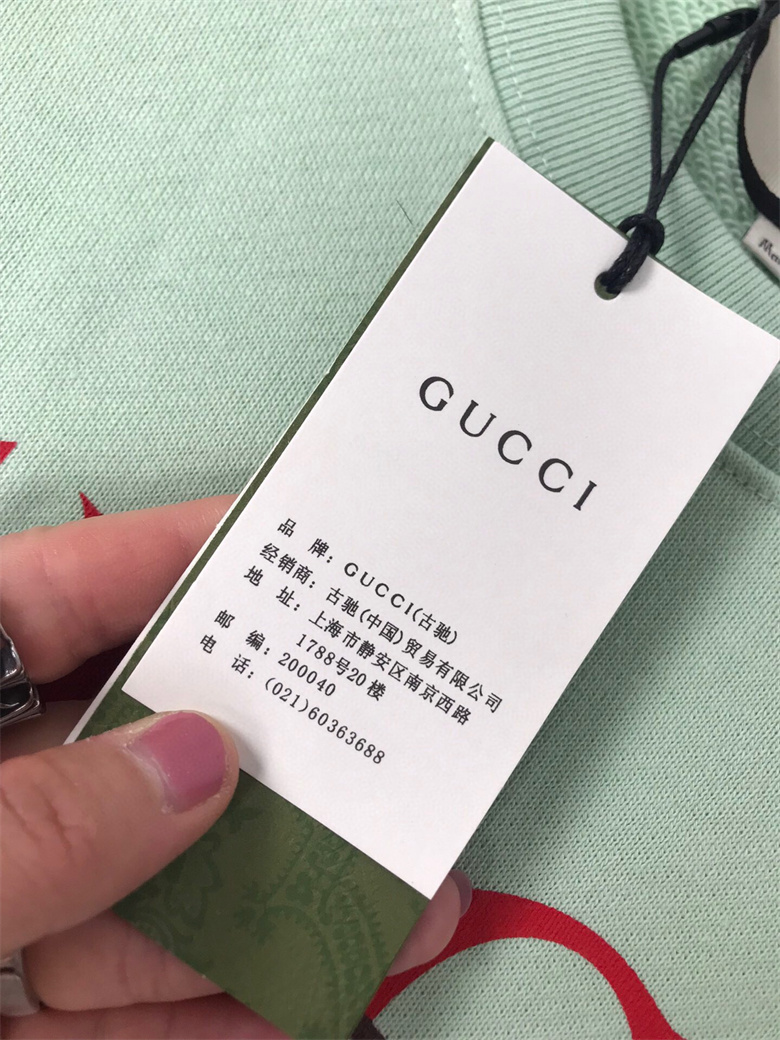 GUCCI
品 牌：GUCCI(古驰)
经销商：古驰(中国)贸易有限公司
地 址：上海市静安区南京西路
1788号20楼
邮 编：200040
电 话：(021)60363688